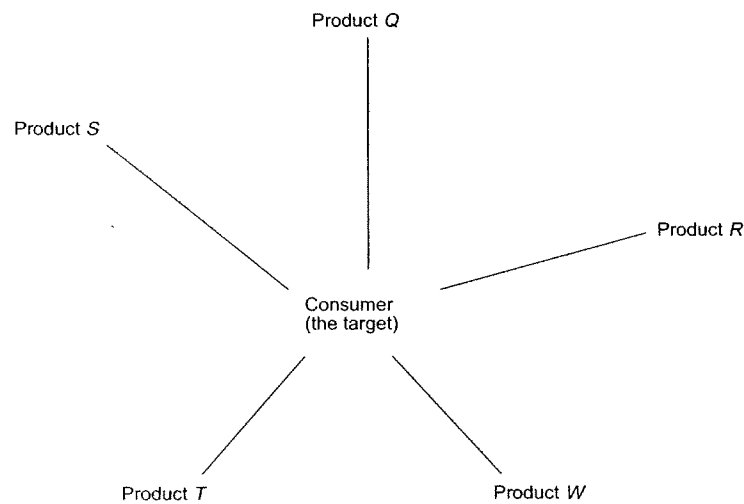 Product Q
Product S
Product R
Consumer
(the target)
Product T
Product W